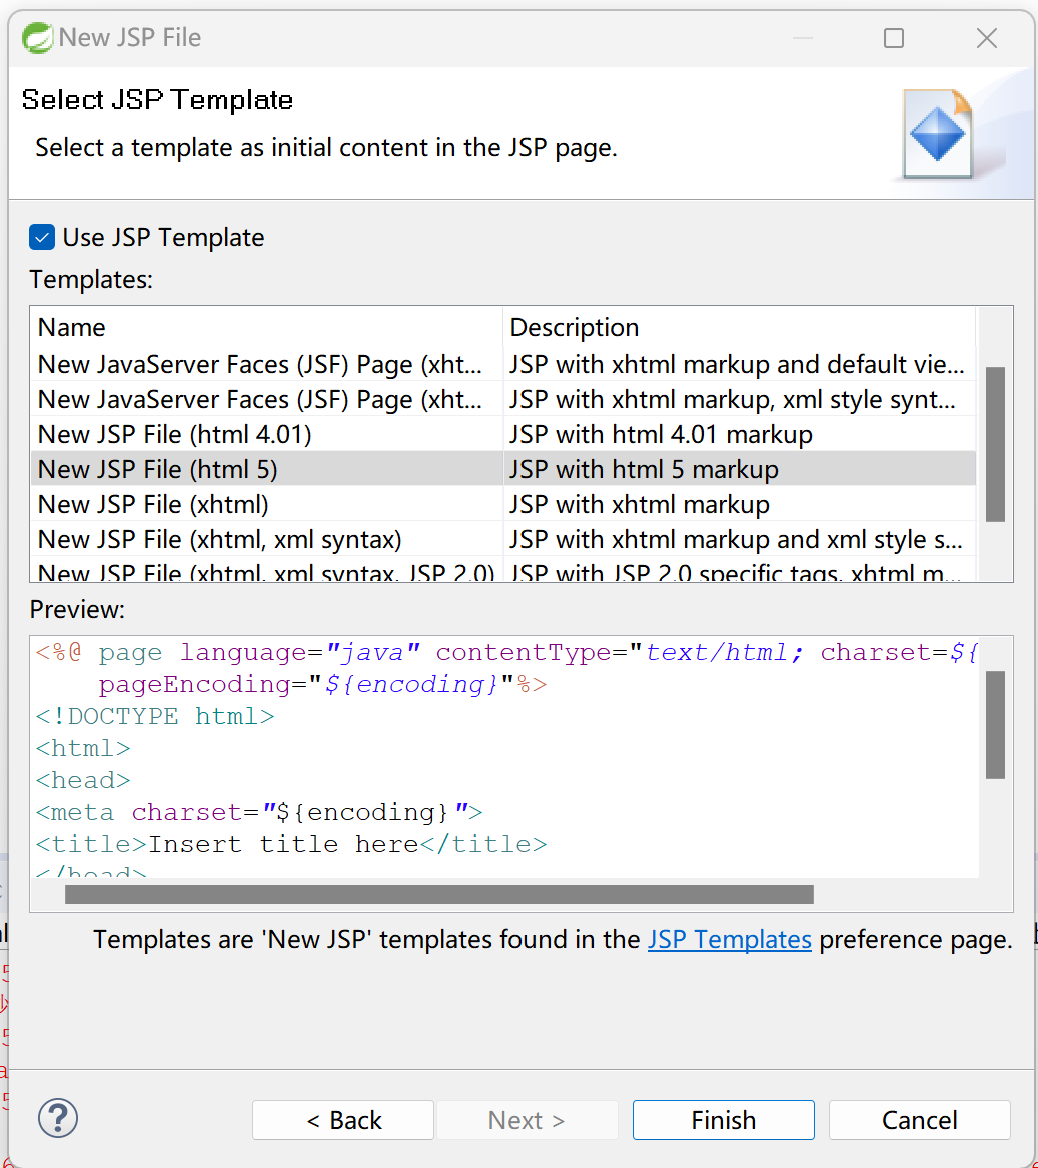 New JSP File
Select JSP Template
Select a template as initial content in the JSP page.
Use JSP Template
Templates:
Name Description
New JavaServer Faces (JSF) Page (xht... JSP with xhtml markup and default vie...
New JavaServer Faces (JSF) Page (xht... JSP with xhtml markup, xml style synt...
New JSP File (html 4.01) JSP with html 4.01 markup
New JSP File (html 5) JSP with html 5 markup
New JSP File (xhtml) JSP with xhtml markup
New JSP File (xhtml, xml syntax) JSP with xhtml markup and xml style s...
New JSP File (xhtml, xml syntax, JSP 2.0) JSP with JSP 2.0 specific tags, xhtml m...
Preview:
<%@ page language="java" contentType="text/html; charset=${
pageEncoding="${encoding}"%>
<!DOCTYPE html>
<html>
<head>
<meta charset="${encoding}">
<title>Insert title here</title>
</head>
Templates are 'New JSP' templates found in the JSP Templates preference page.
?
< Back Next > Finish Cancel